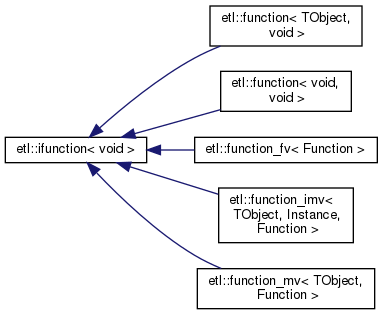 etl::function< TObject,
void >
etl::function< void,
void >
etl::ifunction< void >
etl::function_fv< Function >
etl::function_imv<
TObject, Instance,
Function >
etl::function_mv< TObject,
Function >